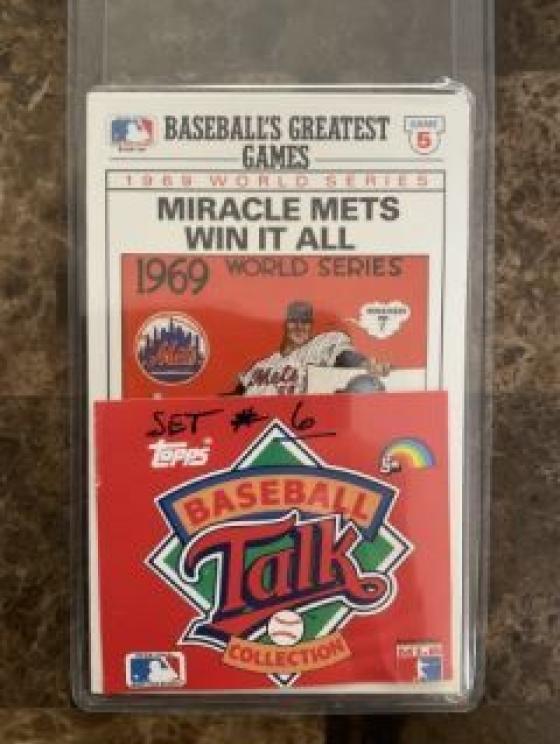 BASEBALL'S GREATEST
GAMES
GAME
5
1969 WORLD SERIES
MIRACLE METS
WIN IT ALL
1969 WORLD SERIES
Mets
Mets
SET # 6
TOPPS
BASEBALL
Talk
COLLECTION